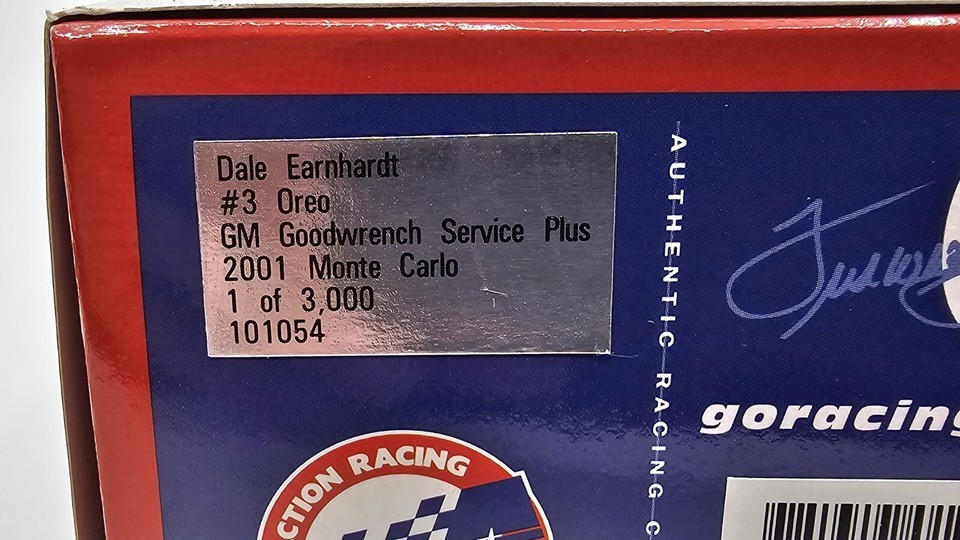 Dale Earnhardt
#3 Oreo
GM Goodwrench Service Plus
2001 Monte Carlo
1 of 3,000
101054
AUTHENTIC RACING C
goracing
CTION RACING